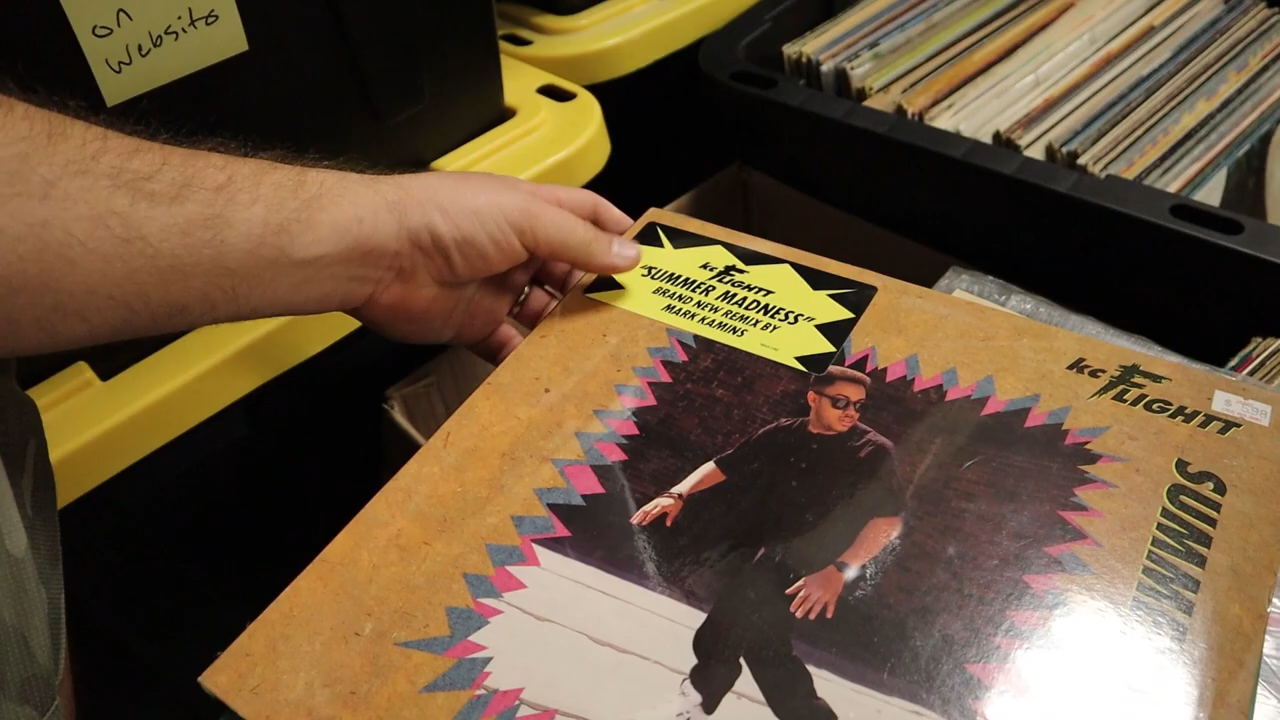 on
Website
kc FLIGHTT
"SUMMER MADNESS"
BRAND NEW REMIX BY
MARK KAMINS
kc FLIGHTT
SUMM